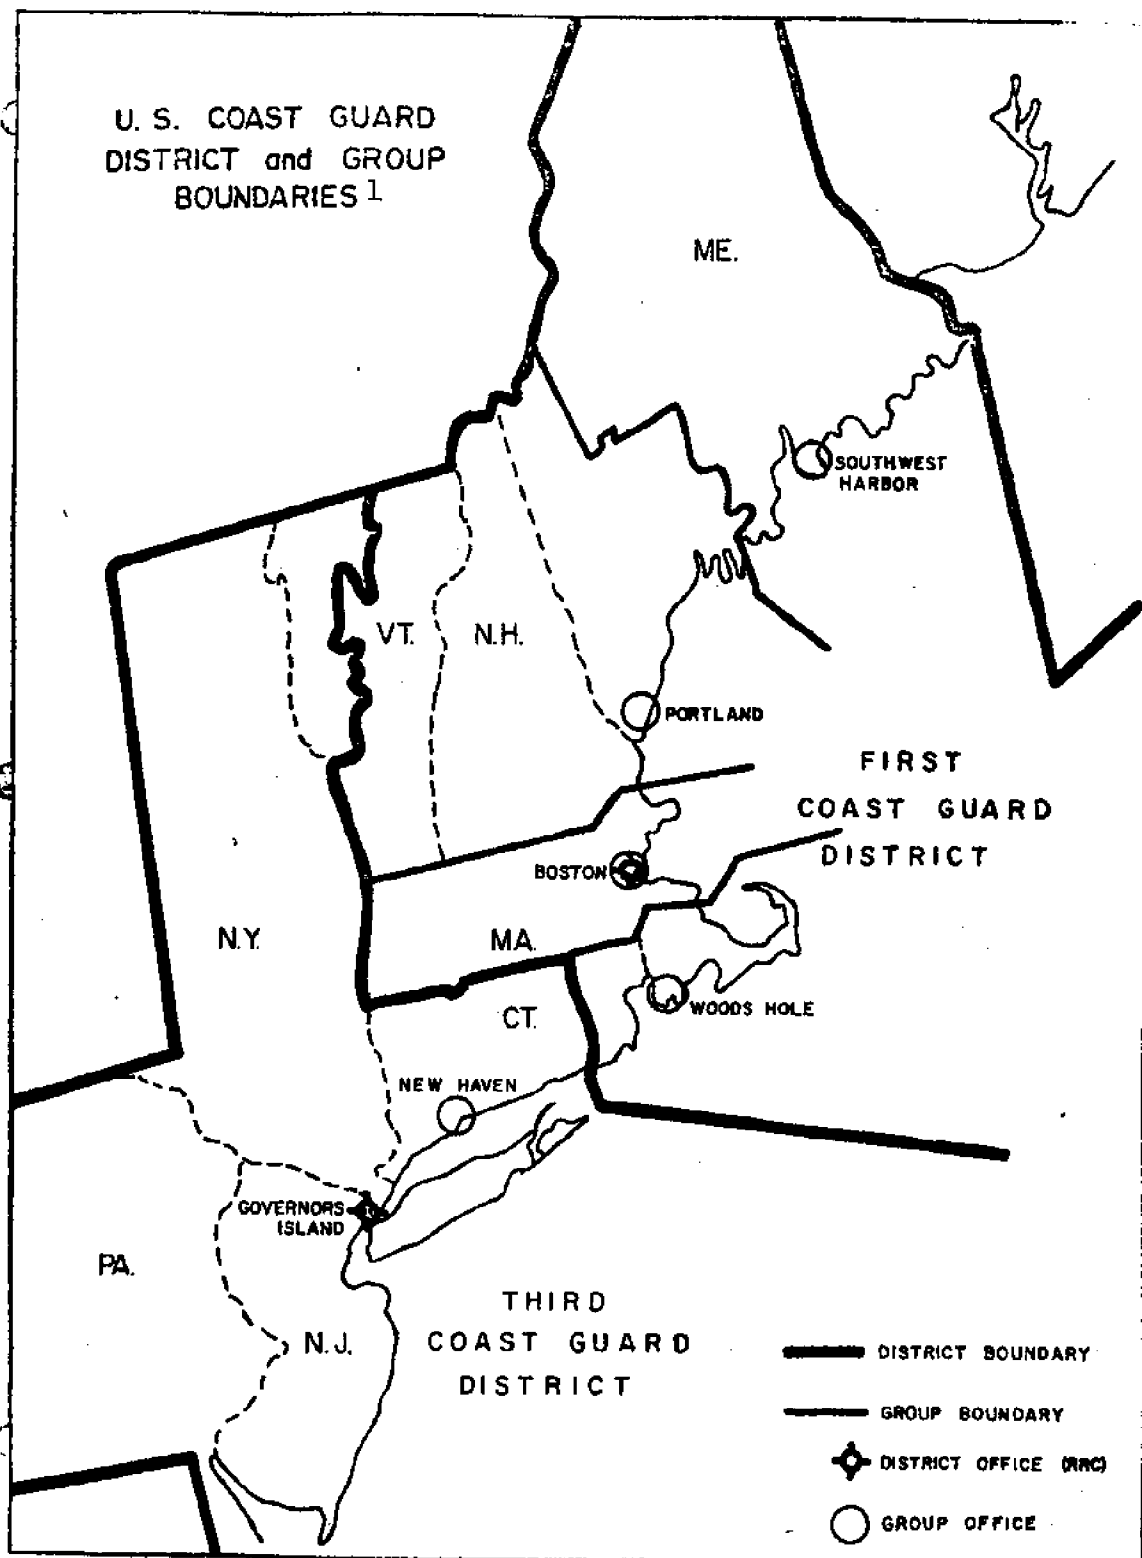 U. S. COAST GUARD
DISTRICT and GROUP
BOUNDARIES 1
ME.
SOUTHWEST
HARBOR
VT.
N.H.
PORTLAND
FIRST
COAST GUARD
DISTRICT
BOSTON
N.Y.
MA.
WOODS HOLE
CT.
NEW HAVEN
GOVERNORS
ISLAND
PA.
N.J.
THIRD
COAST GUARD
DISTRICT
DISTRICT BOUNDARY
GROUP BOUNDARY
DISTRICT OFFICE (RRC)
GROUP OFFICE